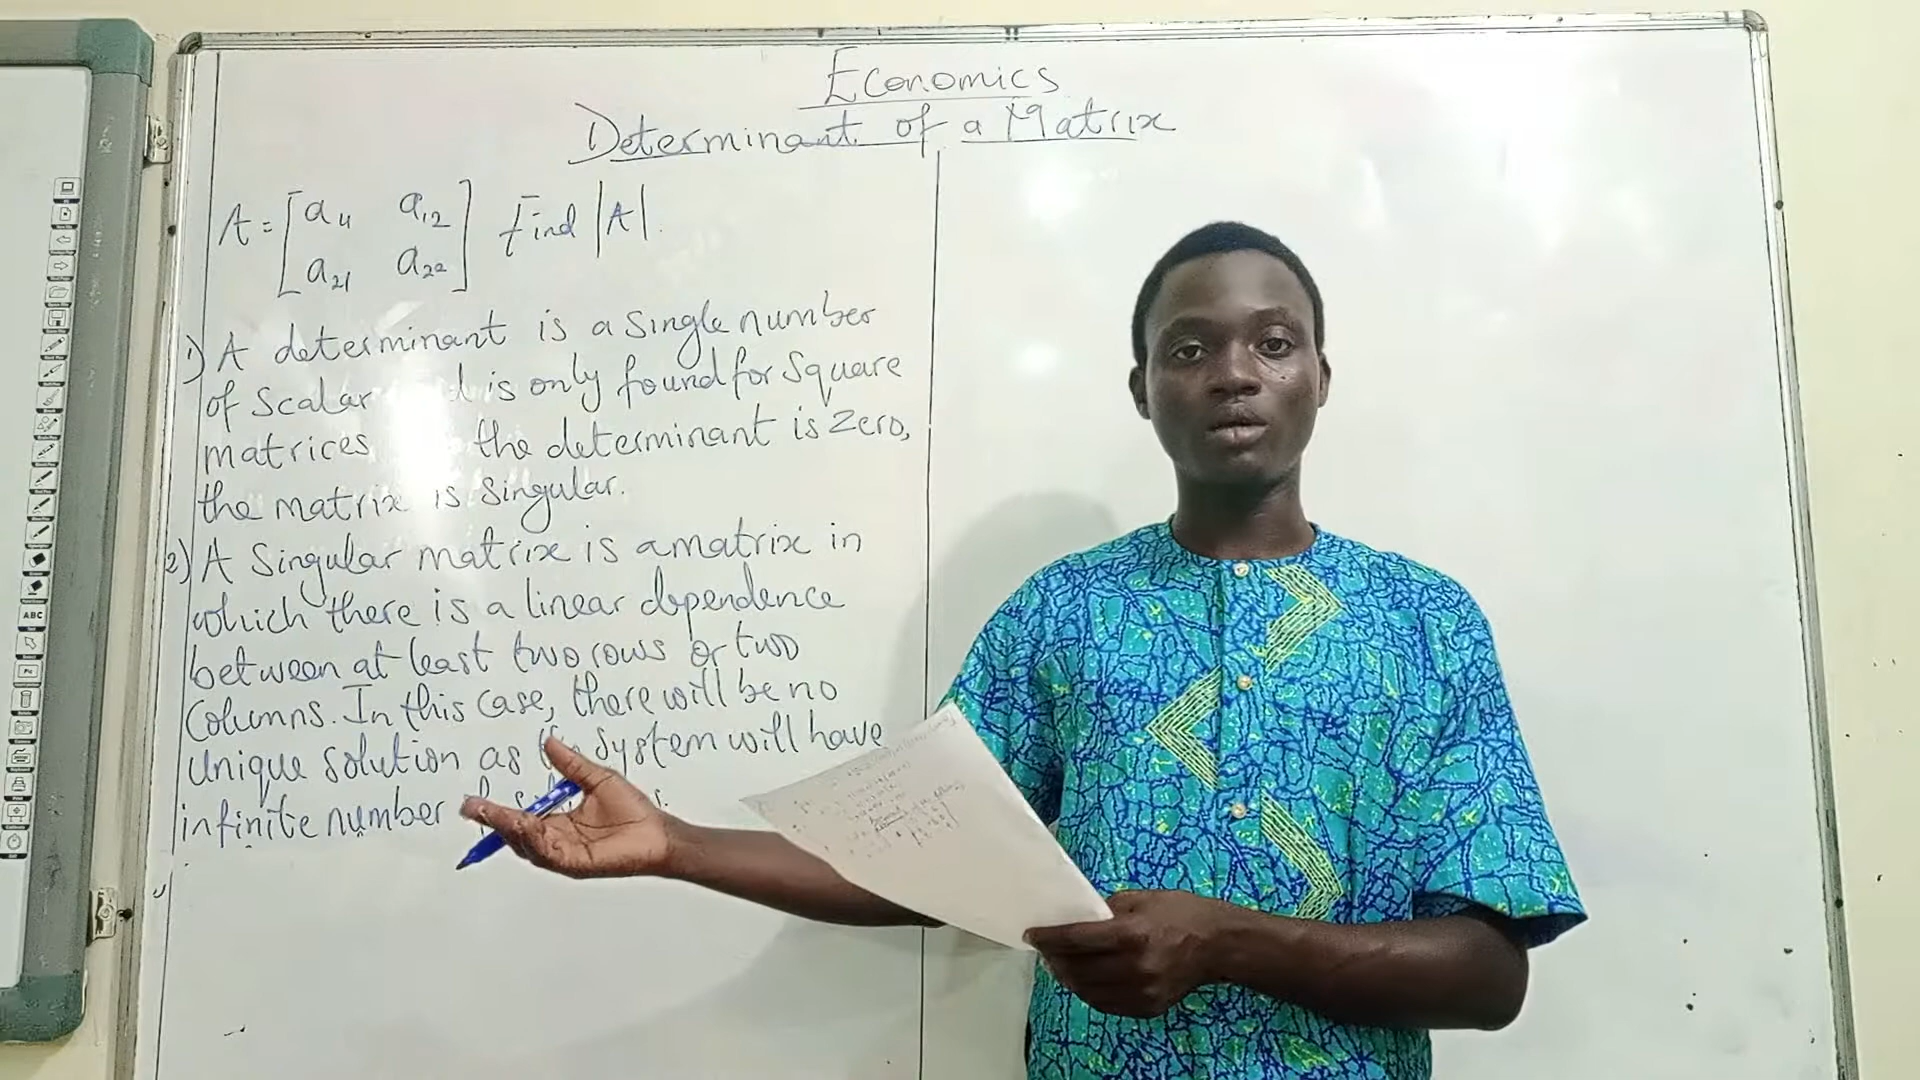 Economics
Determinant of a Matrix
A = [a11 a12
a21 a22] Find |A|.
1) A determinant is a single number
of scalar is only found for square
matrices the determinant is zero,
the matrix is singular.
2) A Singular matrix is a matrix in
which there is a linear dependence
between at least two rows or two
Columns. In this case, there will be no
Unique solution as system will have
infinite number
ABC